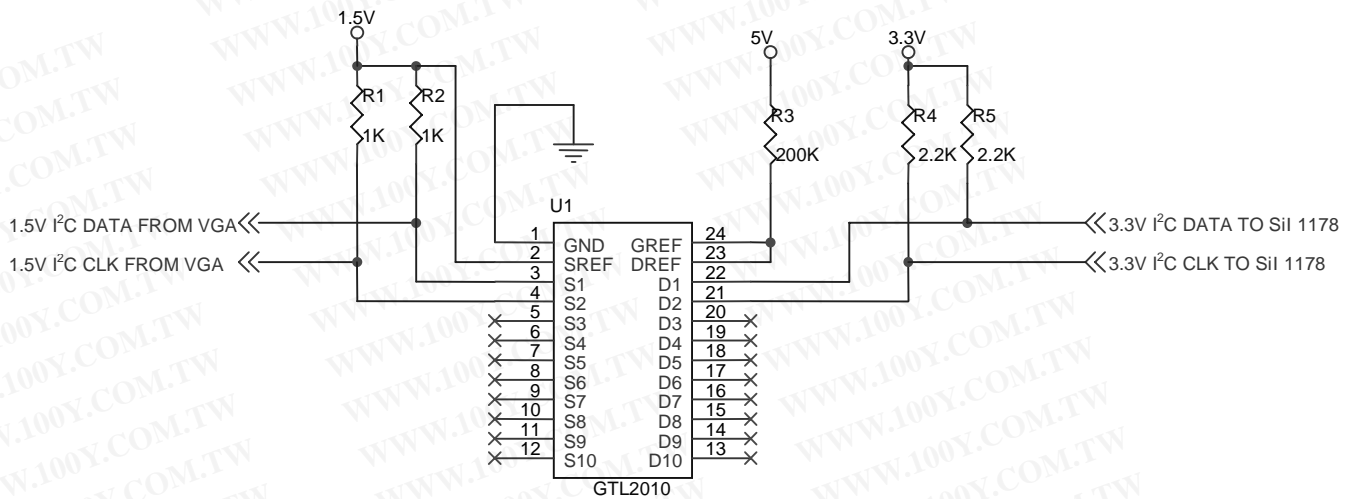 1.5V
5V
3.3V
R1
1K
R2
1K
R3
200K
R4
2.2K
R5
2.2K
U1
1.5V I²C DATA FROM VGA
1.5V I²C CLK FROM VGA
3.3V I²C DATA TO SiI 1178
3.3V I²C CLK TO SiI 1178
1 GND GREF 24
2 SREF DREF 23
3 S1 D1 22
4 S2 D2 21
5 S3 D3 20
6 S4 D4 19
7 S5 D5 18
8 S6 D6 17
9 S7 D7 16
10 S8 D8 15
11 S9 D9 14
12 S10 D10 13
GTL2010
WWW.100Y.COM.TW